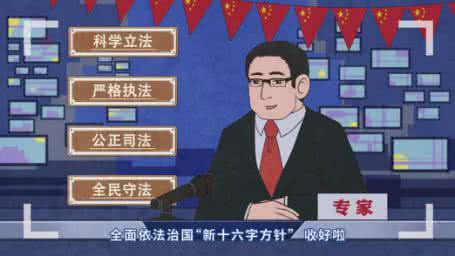 科学立法
严格执法
公正司法
全民守法
专家
全面依法治国“新十六字方针” 收好啦